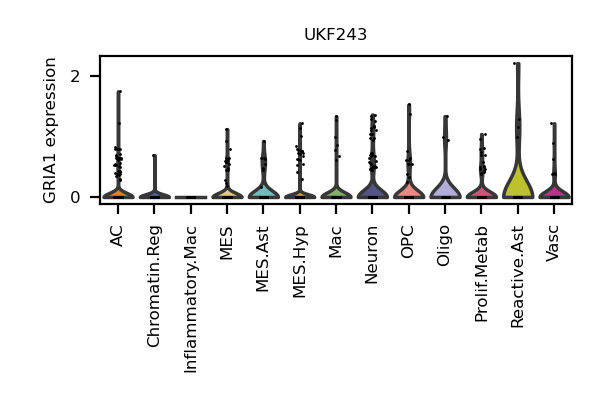 UKF243
GRIA1 expression
2
0
AC
Chromatin.Reg
Inflammatory.Mac
MES
MES.Ast
MES.Hyp
Mac
Neuron
OPC
Oligo
Prolif.Metab
Reactive.Ast
Vasc